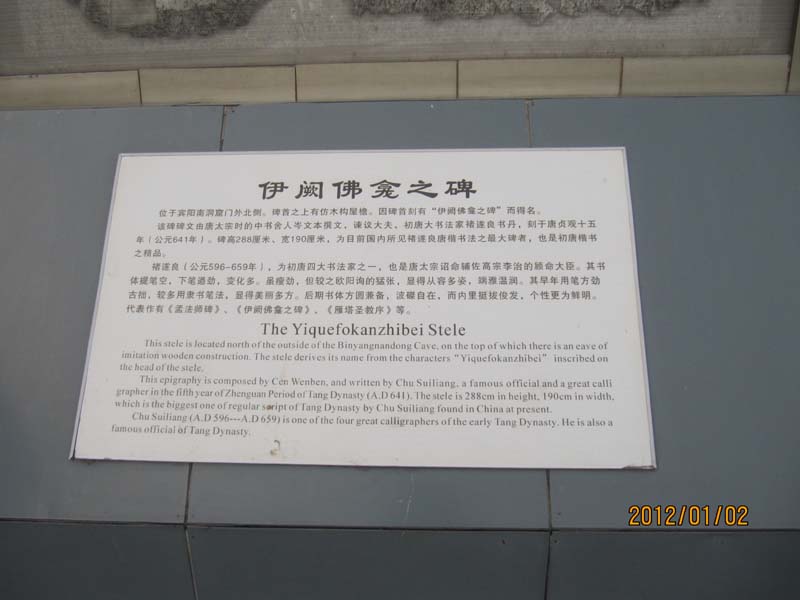 伊阙佛龛之碑
位于宾阳南洞窟门外北侧。碑首之上有仿木构屋檐。因碑首刻有“伊阙佛龛之碑”而得名。
该碑碑文由唐太宗时的中书舍人岑文本撰文，谏议大夫，初唐大书法家褚遂良书丹，刻于唐贞观十五
年（公元641年）。碑高288厘米、宽190厘米，为目前国内所见褚遂良唐楷书法之最大碑者，也是初唐楷书
之精品。
褚遂良（公元596-659年），为初唐四大书法家之一，也是唐太宗诏命辅佐高宗李治的顾命大臣。其书
体緹笔空，下笔遒劲，变化多。虽瘦劲，但较之欧阳询的猛张，显得从容多姿，端雅温润。其早年用笔方劲
古拙，较多用隶书笔法，显得美丽多方。后期书体方圆兼备，波磔自在，而内里挺拔俊发，个性更为鲜明。
代表作有《孟法师碑》、《伊阙佛龛之碑》、《雁塔圣教序》等。
The Yiquefokanzhibei Stele
This stele is located north of the outside of the Binyangnandong Cave, on the top of which there is an eave of
imitation wooden construction. The stele derives its name from the characters "Yiquefokanzhibei" inscribed on
the head of the stele.
This epigraphy is composed by Cen Wenben, and written by Chu Suiliang, a famous official and a great calli
grapher in the fifth year of Zhenguan Period of Tang Dynasty (A.D 641). The stele is 288cm in height, 190cm in width,
which is the biggest one of regular script of Tang Dynasty by Chu Suiliang found in China at present.
Chu Suiliang (A.D 596---A.D 659) is one of the four great calligraphers of the early Tang Dynasty. He is also a
famous official of Tang Dynasty.
2012/01/02